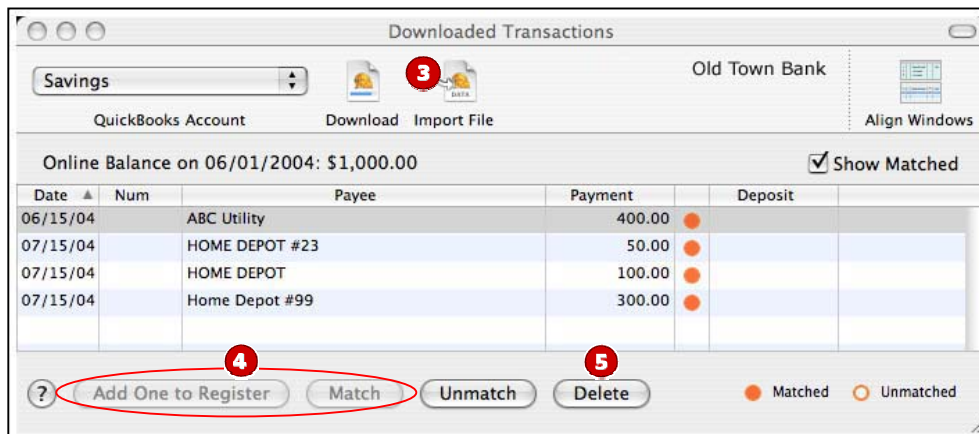 Downloaded Transactions
Savings
3
DATA
Old Town Bank
QuickBooks Account Download Import File Align Windows
Online Balance on 06/01/2004: $1,000.00 Show Matched
Date Num Payee Payment Deposit
06/15/04 ABC Utility 400.00
07/15/04 HOME DEPOT #23 50.00
07/15/04 HOME DEPOT 100.00
07/15/04 Home Depot #99 300.00
4 5
? Add One to Register Match Unmatch Delete Matched Unmatched